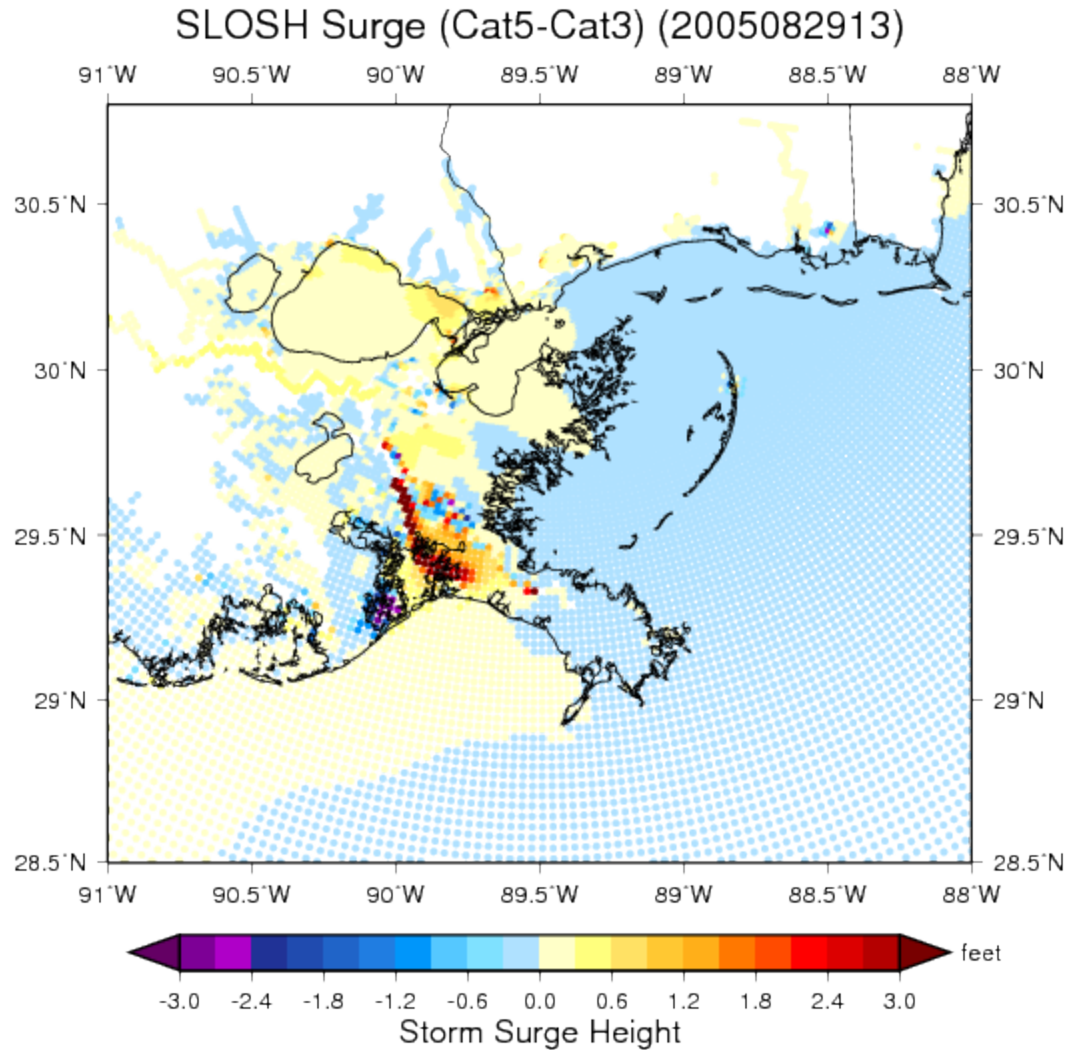 SLOSH Surge (Cat5-Cat3) (2005082913)
91°W 90.5°W 90°W 89.5°W 89°W 88.5°W 88°W
30.5°N 30.5°N
30°N 30°N
29.5°N 29.5°N
29°N 29°N
28.5°N 28.5°N
91°W 90.5°W 90°W 89.5°W 89°W 88.5°W 88°W
feet
-3.0 -2.4 -1.8 -1.2 -0.6 0.0 0.6 1.2 1.8 2.4 3.0
Storm Surge Height